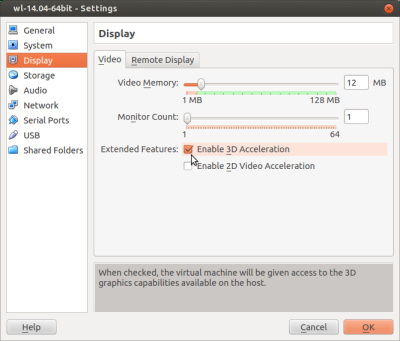 wl-14.04-64bit - Settings
General
System
Display
Storage
Audio
Network
Serial Ports
USB
Shared Folders
Display
Video Remote Display
Video Memory: 12 MB
1 MB 128 MB
Monitor Count: 1
1 64
Extended Features: Enable 3D Acceleration
Enable 2D Video Acceleration
When checked, the virtual machine will be given access to the 3D
graphics capabilities available on the host.
Help Cancel OK